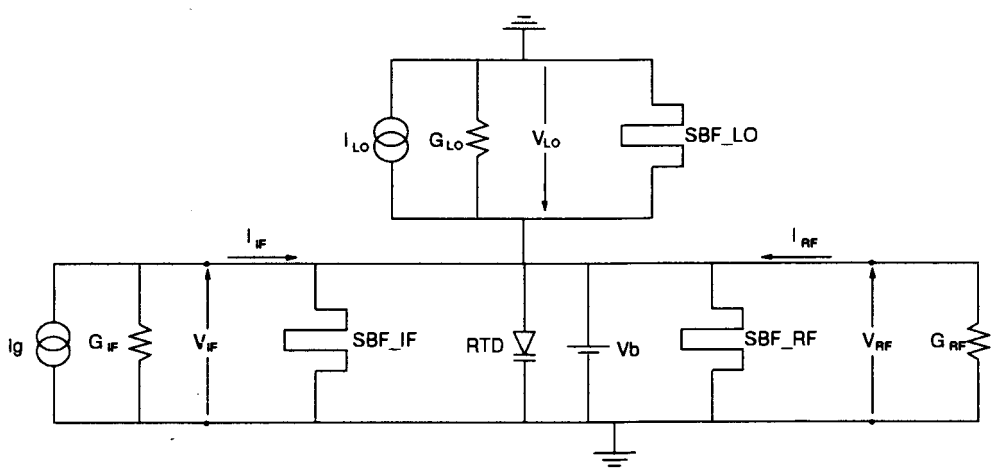 I LO
G LO
V LO
SBF_LO
I IF
I RF
Ig
G IF
V IF
SBF_IF
RTD
Vb
SBF_RF
V RF
G RF